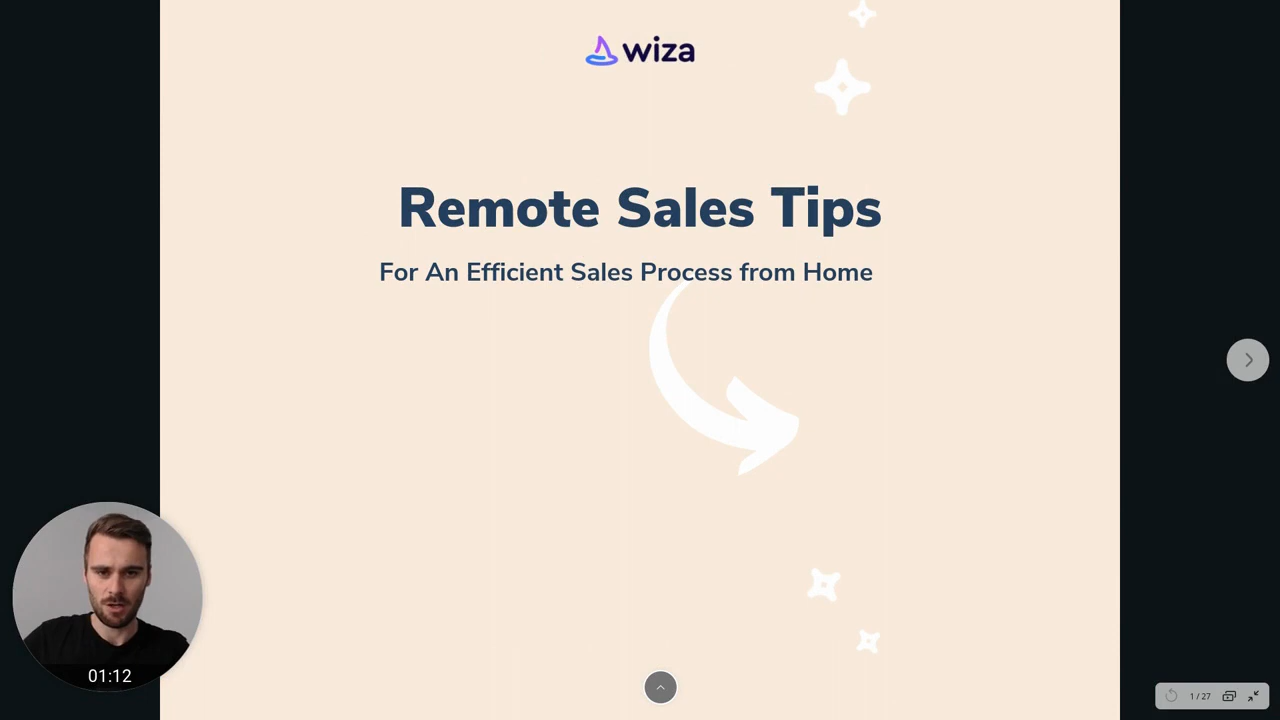 wiza
Remote Sales Tips
For An Efficient Sales Process from Home
01:12
1 / 27